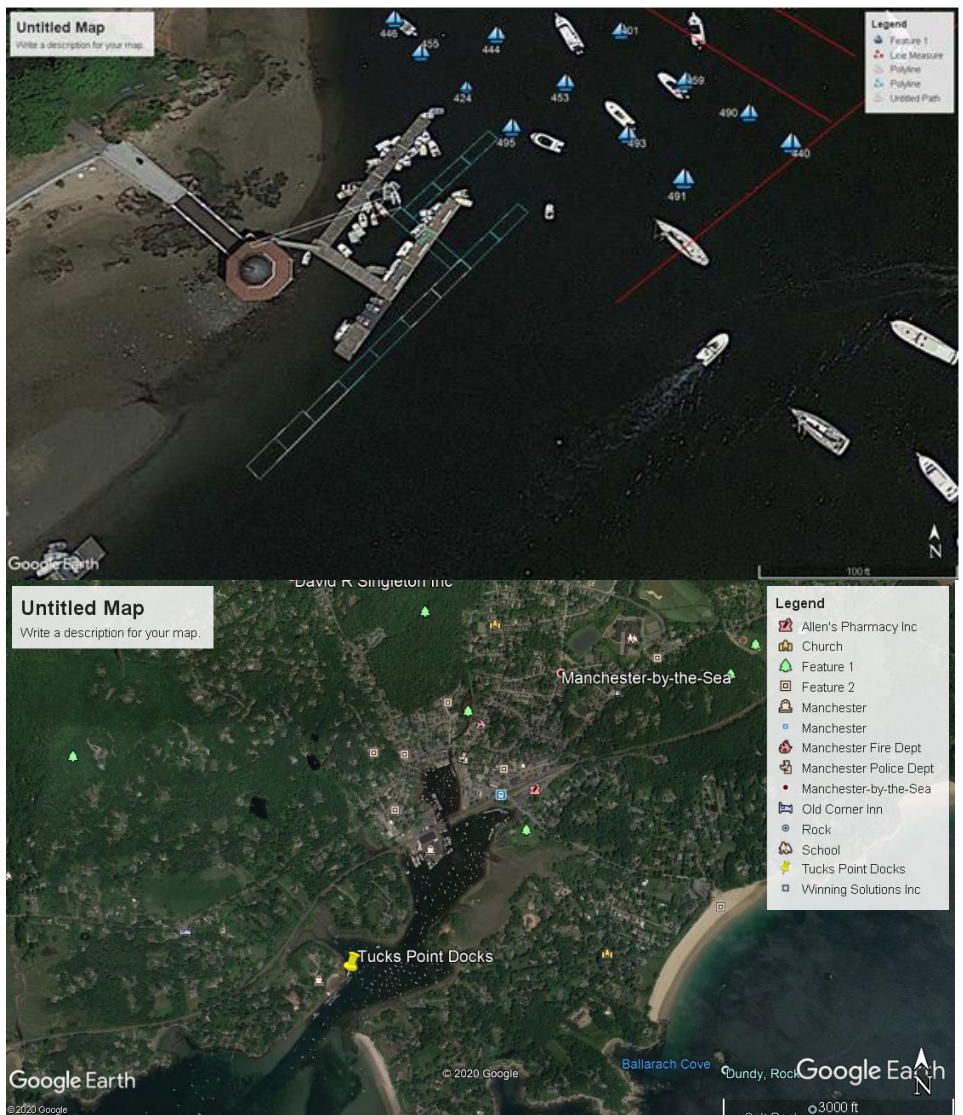 Untitled Map
Write a description for your map.
Legend
Feature 1
Line Measure
Polyline
Polyline
Untitled Path
446
455
444
401
424
453
459
490
495
493
440
491
Google Earth
N
100 ft
David R Singleton Inc
Untitled Map
Write a description for your map.
Legend
Allen's Pharmacy Inc
Church
Feature 1
Feature 2
Manchester
Manchester
Manchester Fire Dept
Manchester Police Dept
Manchester-by-the-Sea
Old Corner Inn
Rock
School
Tucks Point Docks
Winning Solutions Inc
Manchester-by-the-Sea
Tucks Point Docks
Ballarach Cove
Dundy, Rock
Google Earth
© 2020 Google
Google Earth
N
©2020 Google
3000 ft